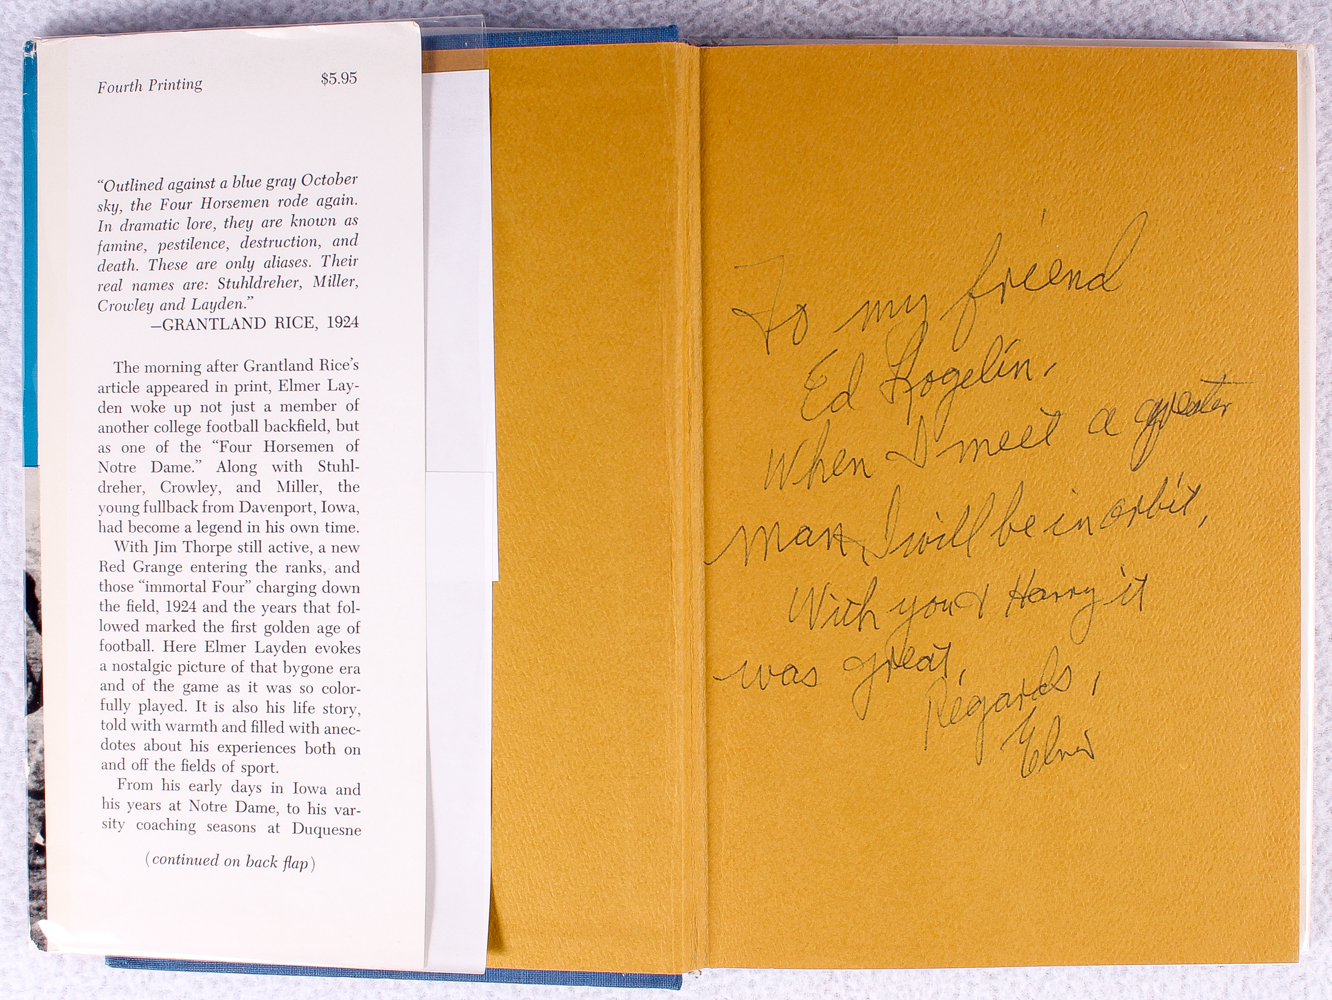 Fourth Printing
$5.95
“Outlined against a blue gray October
sky, the Four Horsemen rode again.
In dramatic lore, they are known as
famine, pestilence, destruction, and
death. These are only aliases. Their
real names are: Stuhldreher, Miller,
Crowley and Layden.”
—GRANTLAND RICE, 1924
The morning after Grantland Rice’s
article appeared in print, Elmer Lay-
den woke up not just a member of
another college football backfield, but
as one of the “Four Horsemen of
Notre Dame.” Along with Stuhl-
dreher, Crowley, and Miller, the
young fullback from Davenport, Iowa,
had become a legend in his own time.
With Jim Thorpe still active, a new
Red Grange entering the ranks, and
those “immortal Four” charging down
the field, 1924 and the years that fol-
lowed marked the first golden age of
football. Here Elmer Layden evokes
a nostalgic picture of that bygone era
and of the game as it was so color-
fully played. It is also his life story,
told with warmth and filled with anec-
dotes about his experiences both on
and off the fields of sport.
From his early days in Iowa and
his years at Notre Dame, to his var-
sity coaching seasons at Duquesne
(continued on back flap)
To my friend
Ed Rogelin,
When I meet a greater
man, I will be in orbit,
With you & Harry it
was great,
Regards,
Elmer